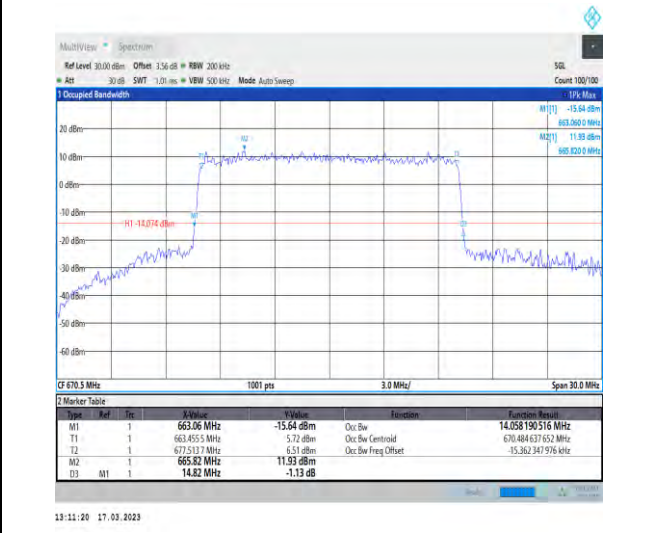 MultiView Spectrum
Ref Level 30.00 dBm Offset 3.56 dB RBW 200 kHz SGL
Att 30 dB SWT 1.01 ms VBW 500 kHz Mode Auto Sweep Count 100/100
1 Occupied Bandwidth 1Pk Max
M1[1] -15.64 dBm
663.060 0 MHz
M2[1] 11.93 dBm
665.820 0 MHz
20 dBm
M2
10 dBm
T1
0 dBm
-10 dBm
M1
H1 -14.074 dBm
-20 dBm
-30 dBm
-40 dBm
-50 dBm
-60 dBm
CF 670.5 MHz 1001 pts 3.0 MHz/ Span 30.0 MHz
2 Marker Table
Type Ref Trc X-Value Y-Value Function Function Result
M1 1 663.06 MHz -15.64 dBm Occ Bw 14.058 190 516 MHz
T1 1 663.455 5 MHz 5.72 dBm Occ Bw Centroid 670.484 637 652 MHz
T2 1 677.513 7 MHz 6.51 dBm Occ Bw Freq Offset -15.362 347 976 kHz
M2 1 665.82 MHz 11.93 dBm
D3 M1 1 14.82 MHz -1.13 dB
13:11:20 17.03.2023